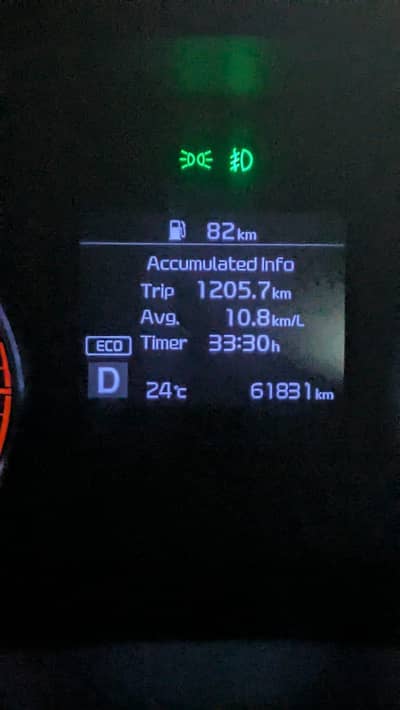 82km
Accumulated Info
Trip 1205.7km
Avg. 10.8km/L
ECO Timer 33:30h
D 24°C 61831km